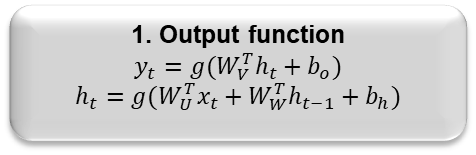 1. Output function
y_t = g(W_V^T h_t + b_o)
h_t = g(W_U^T x_t + W_W^T h_{t-1} + b_h)